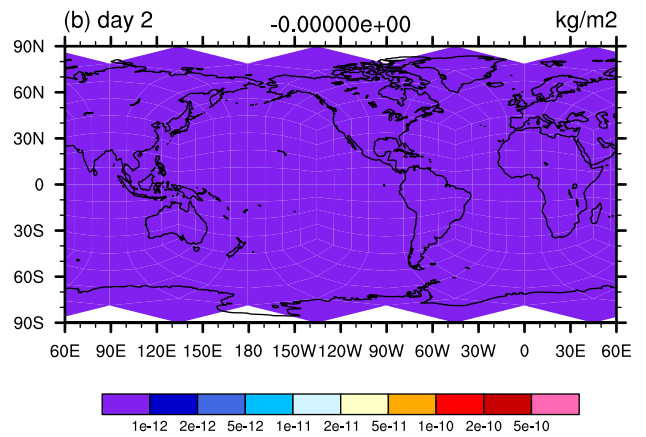 (b) day 2 -0.00000e+00 kg/m2
90N
60N
30N
0
30S
60S
90S
60E 90E 120E 150E 180 150W 120W 90W 60W 30W 0 30E 60E
1e-12 2e-12 5e-12 1e-11 2e-11 5e-11 1e-10 2e-10 5e-10